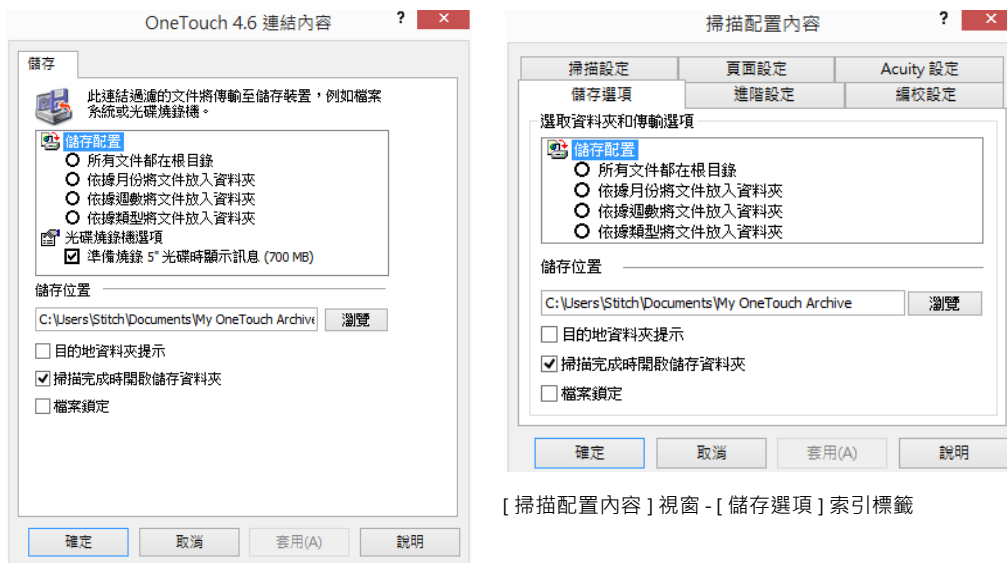 OneTouch 4.6 連結內容
? ×
儲存
此連結過濾的文件將傳輸至儲存裝置，例如檔案
系統或光碟燒錄機。
儲存配置
所有文件都在根目錄
依據月份將文件放入資料夾
依據週數將文件放入資料夾
依據類型將文件放入資料夾
光碟燒錄機選項
準備燒錄 5" 光碟時顯示訊息 (700 MB)
儲存位置
C:\Users\Stitch\Documents\My OneTouch Archive
瀏覽
目的地資料夾提示
掃描完成時開啟儲存資料夾
檔案鎖定
確定 取消 套用(A) 說明
掃描配置內容
? ×
掃描設定 頁面設定 Acuity 設定
儲存選項 進階設定 編校設定
選取資料夾和傳輸選項
儲存配置
所有文件都在根目錄
依據月份將文件放入資料夾
依據週數將文件放入資料夾
依據類型將文件放入資料夾
儲存位置
C:\Users\Stitch\Documents\My OneTouch Archive
瀏覽
目的地資料夾提示
掃描完成時開啟儲存資料夾
檔案鎖定
確定 取消 套用(A) 說明
[ 掃描配置內容 ] 視窗 - [ 儲存選項 ] 索引標籤